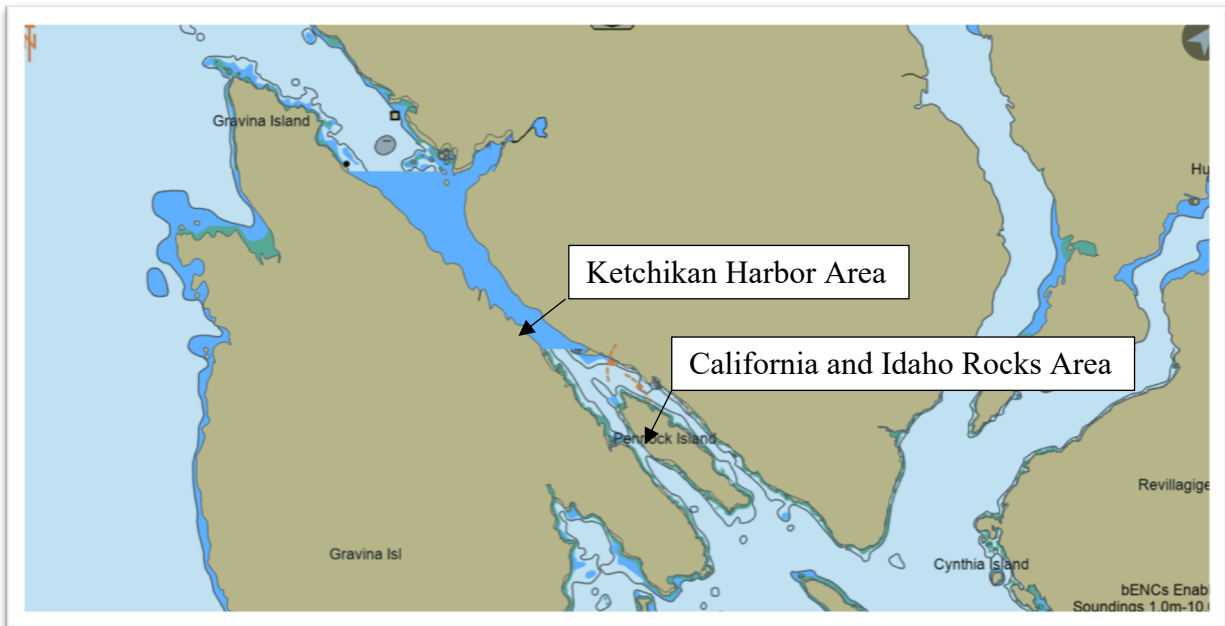 Gravina Island
Hu
Ketchikan Harbor Area
California and Idaho Rocks Area
Pennock Island
Revillagige
Gravina Isl
Cynthia Island
bENCs Enab
Soundings 1.0m-10.